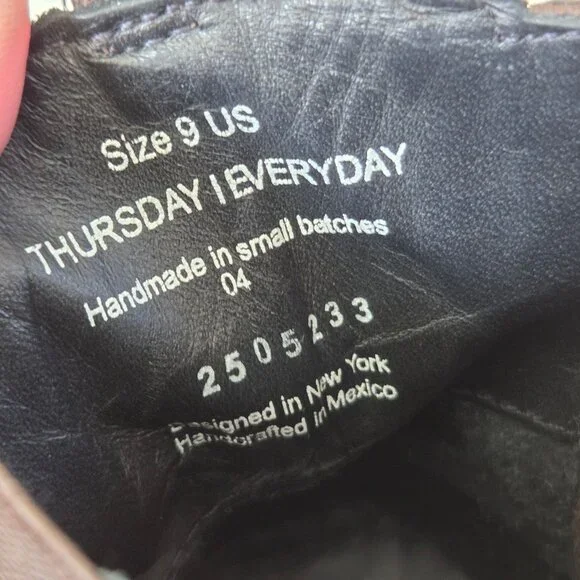 Size 9 US
THURSDAY | EVERYDAY
Handmade in small batches
04
2505233
Designed in New York
Handcrafted in Mexico